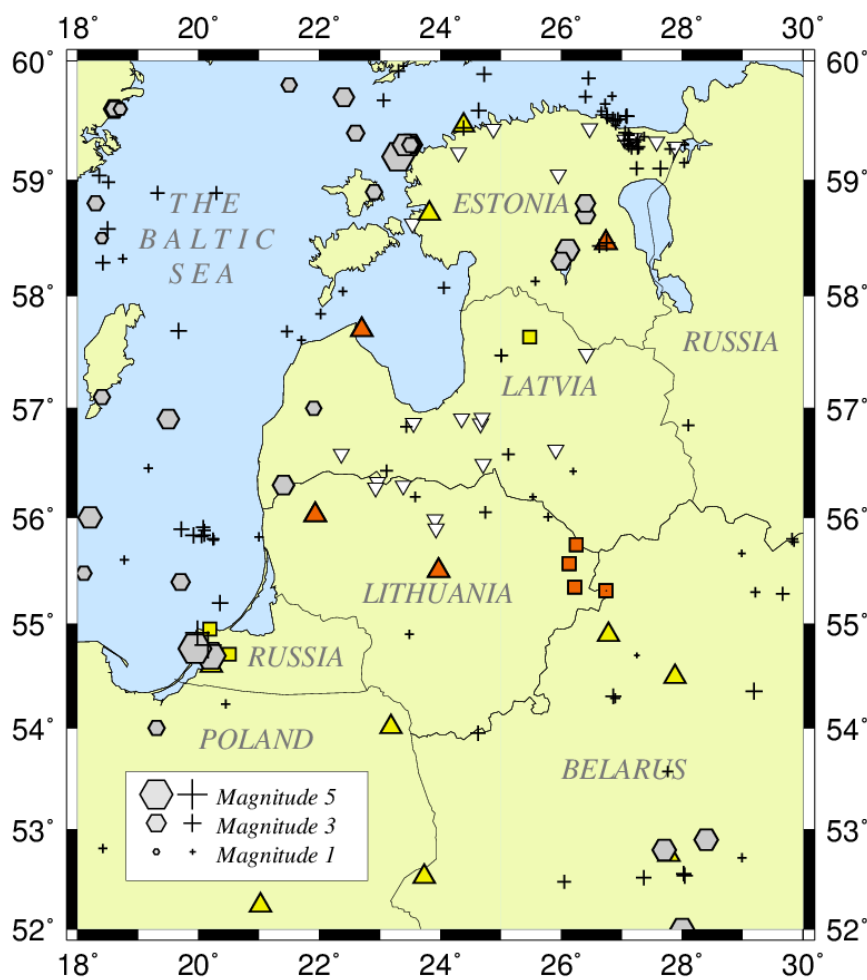 18˚ 20˚ 22˚ 24˚ 26˚ 28˚ 30˚
60˚ 60˚
59˚ 59˚
THE
BALTIC
SEA
ESTONIA
58˚ 58˚
RUSSIA
LATVIA
57˚ 57˚
56˚ 56˚
LITHUANIA
55˚ 55˚
RUSSIA
54˚ 54˚
POLAND
BELARUS
Magnitude 5
53˚ Magnitude 3 53˚
Magnitude 1
52˚ 52˚
18˚ 20˚ 22˚ 24˚ 26˚ 28˚ 30˚